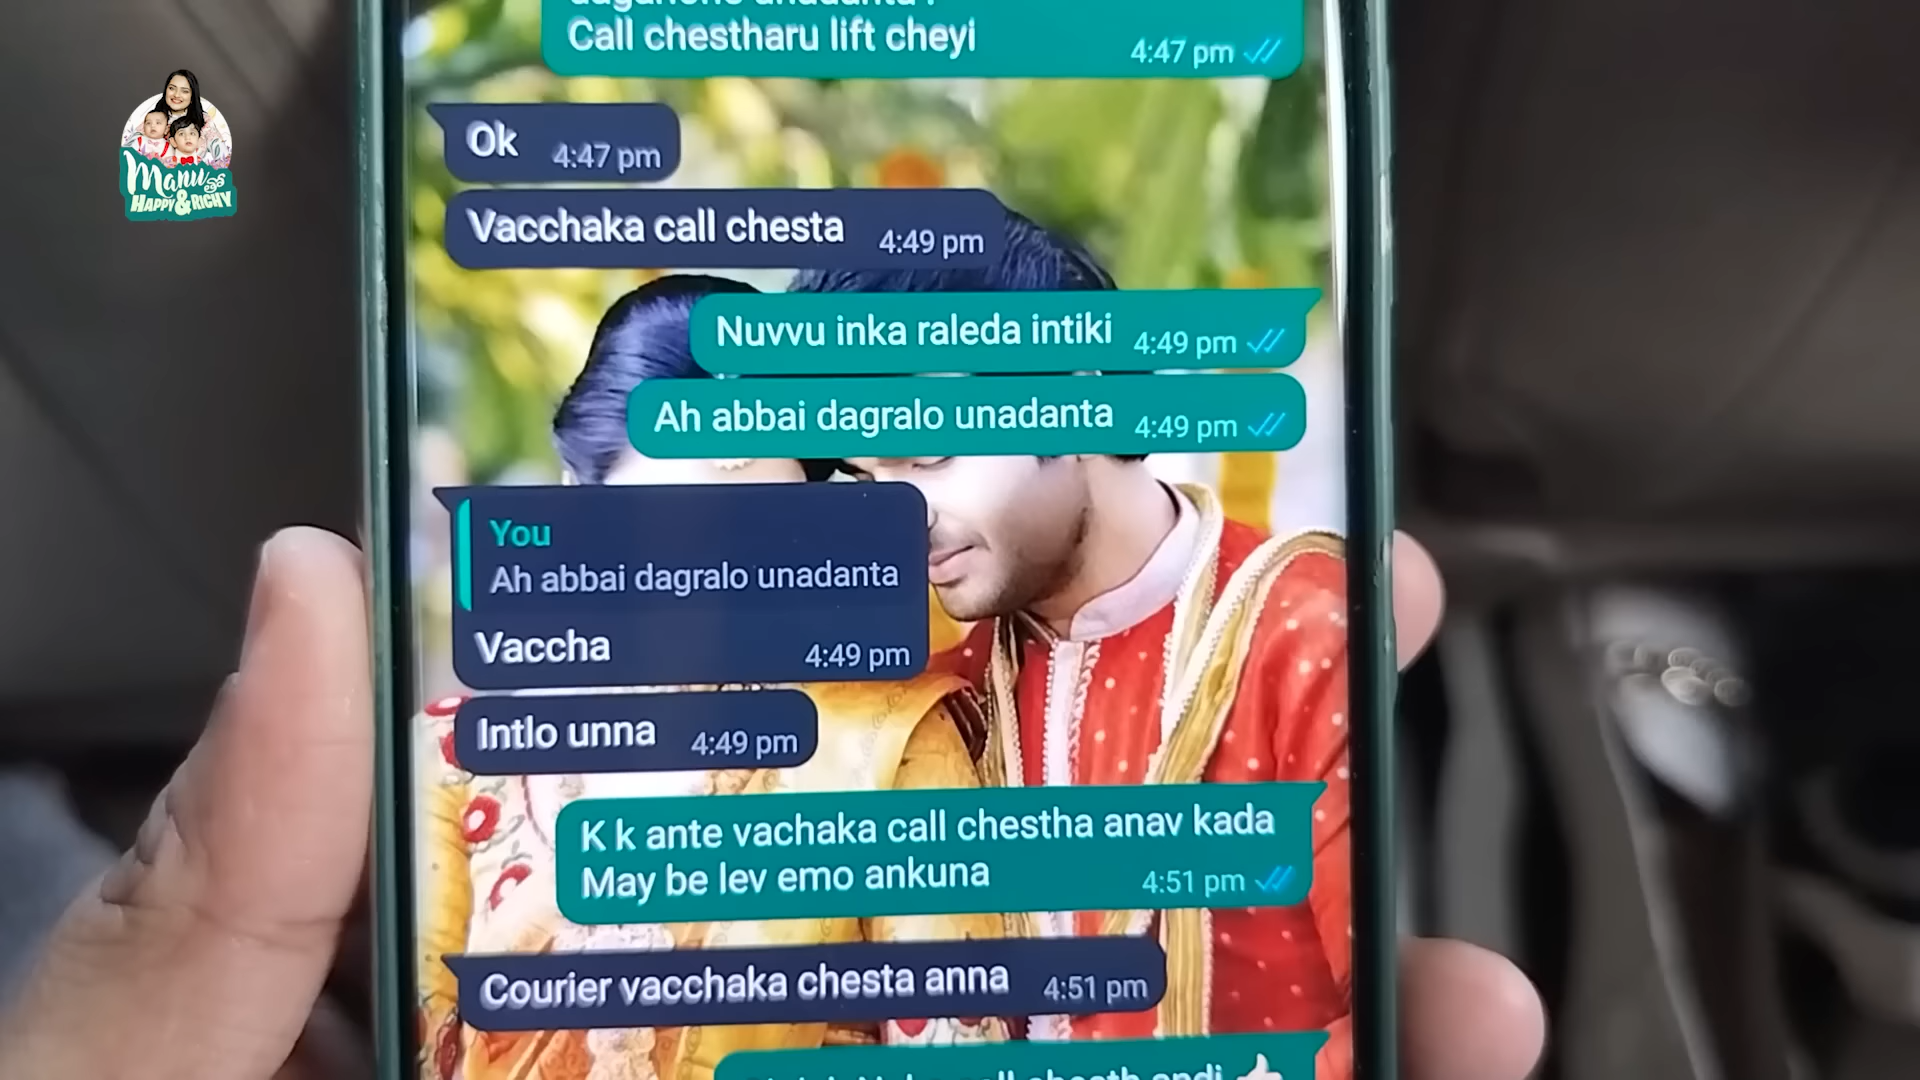 Call chestharu lift cheyi
4:47 pm
Ok 4:47 pm
Vacchaka call chesta 4:49 pm
Nuvvu inka raleda intiki 4:49 pm
Ah abbai dagralo unadanta 4:49 pm
You
Ah abbai dagralo unadanta
Vaccha 4:49 pm
Intlo unna 4:49 pm
K k ante vachaka call chestha anav kada
May be lev emo ankuna 4:51 pm
Courier vacchaka chesta anna 4:51 pm
Manuతో
HAPPY & RICHY